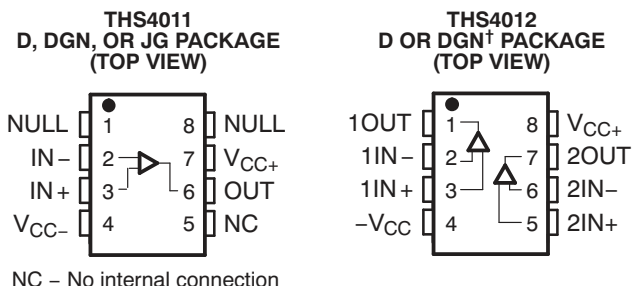 THS4011
D, DGN, OR JG PACKAGE
(TOP VIEW)
NULL 1 8 NULL
IN− 2 7 VCC+
IN+ 3 6 OUT
VCC− 4 5 NC
NC − No internal connection
THS4012
D OR DGN† PACKAGE
(TOP VIEW)
1OUT 1 8 VCC+
1IN− 2 7 2OUT
1IN+ 3 6 2IN−
−VCC 4 5 2IN+